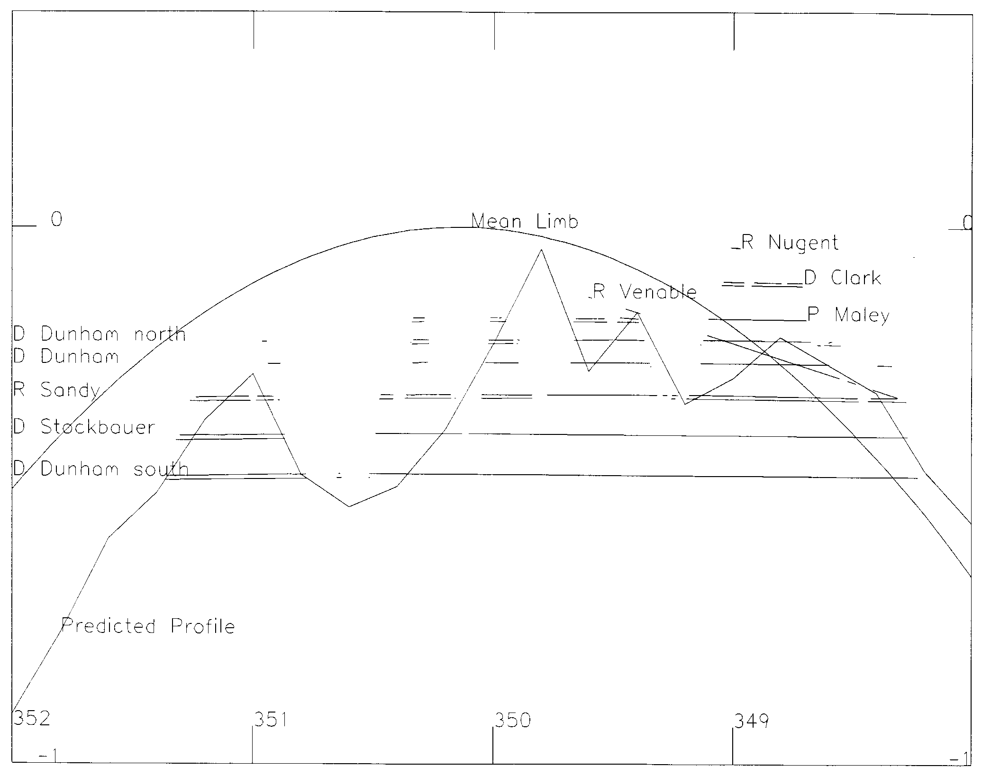 0
Mean Limb
0
R Nugent
D Clark
R Venable
P Maley
D Dunham north
D Dunham
R Sandy
D Stockbauer
D Dunham south
Predicted Profile
352 351 350 349
-1 -1